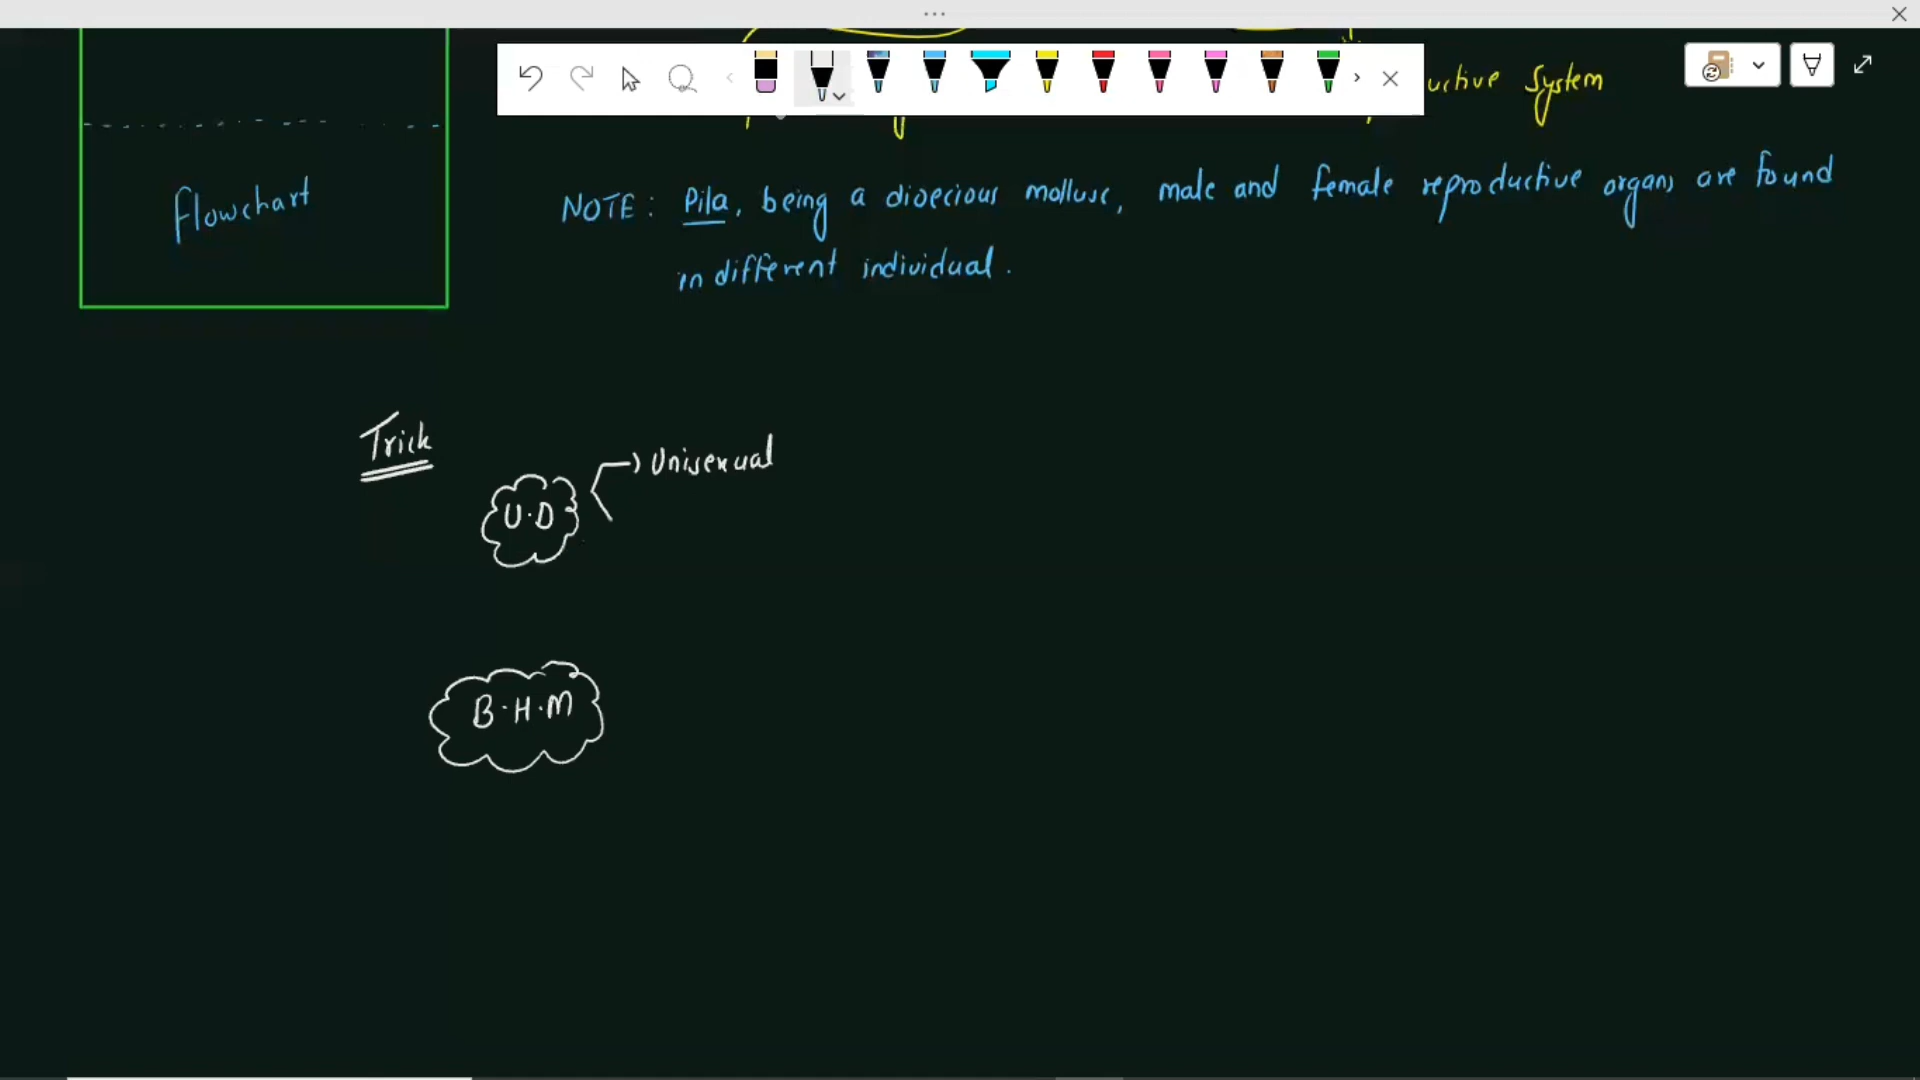 uctive System
NOTE: Pila, being a dioecious mollusc, male and female reproductive organs are found
in different individual.
Flowchart
Trick
Unisexual
U.D
B.H.M